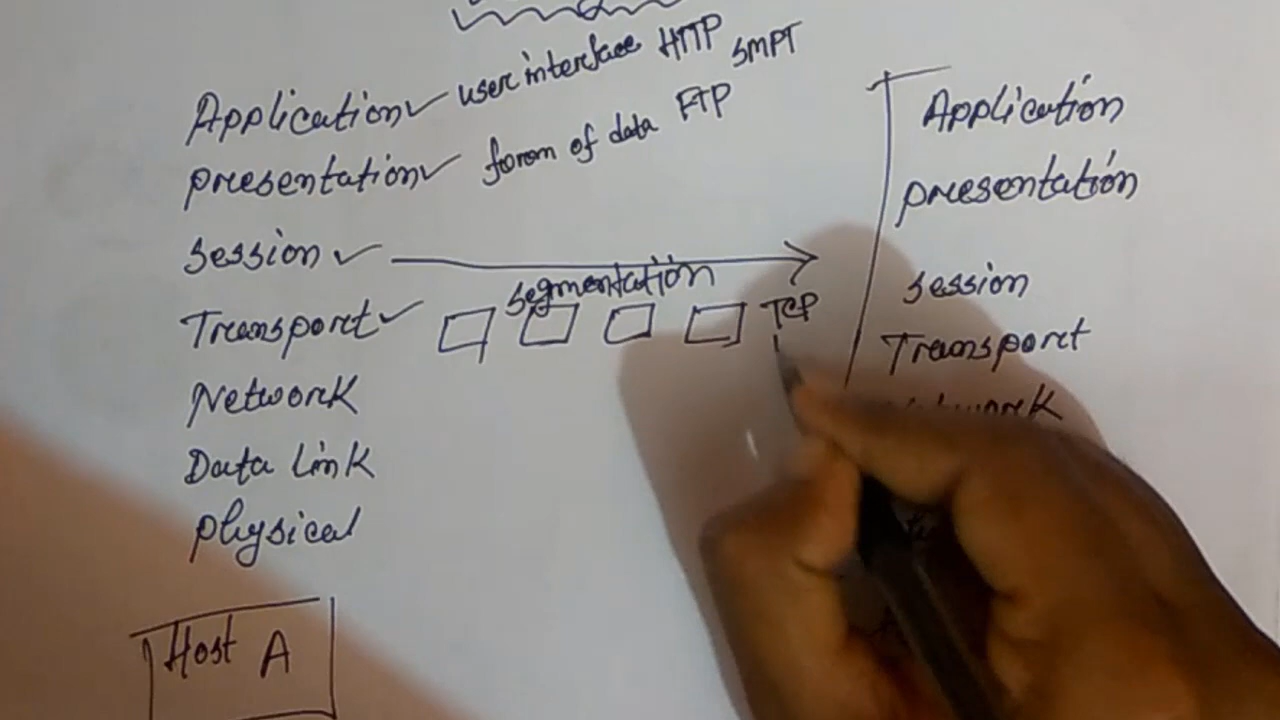 Application user interface HTTP SMPT
presentation form of data FTP
session
segmentation
Transport TCP
Network
Data Link
physical
Host A
Application
presentation
session
Transport